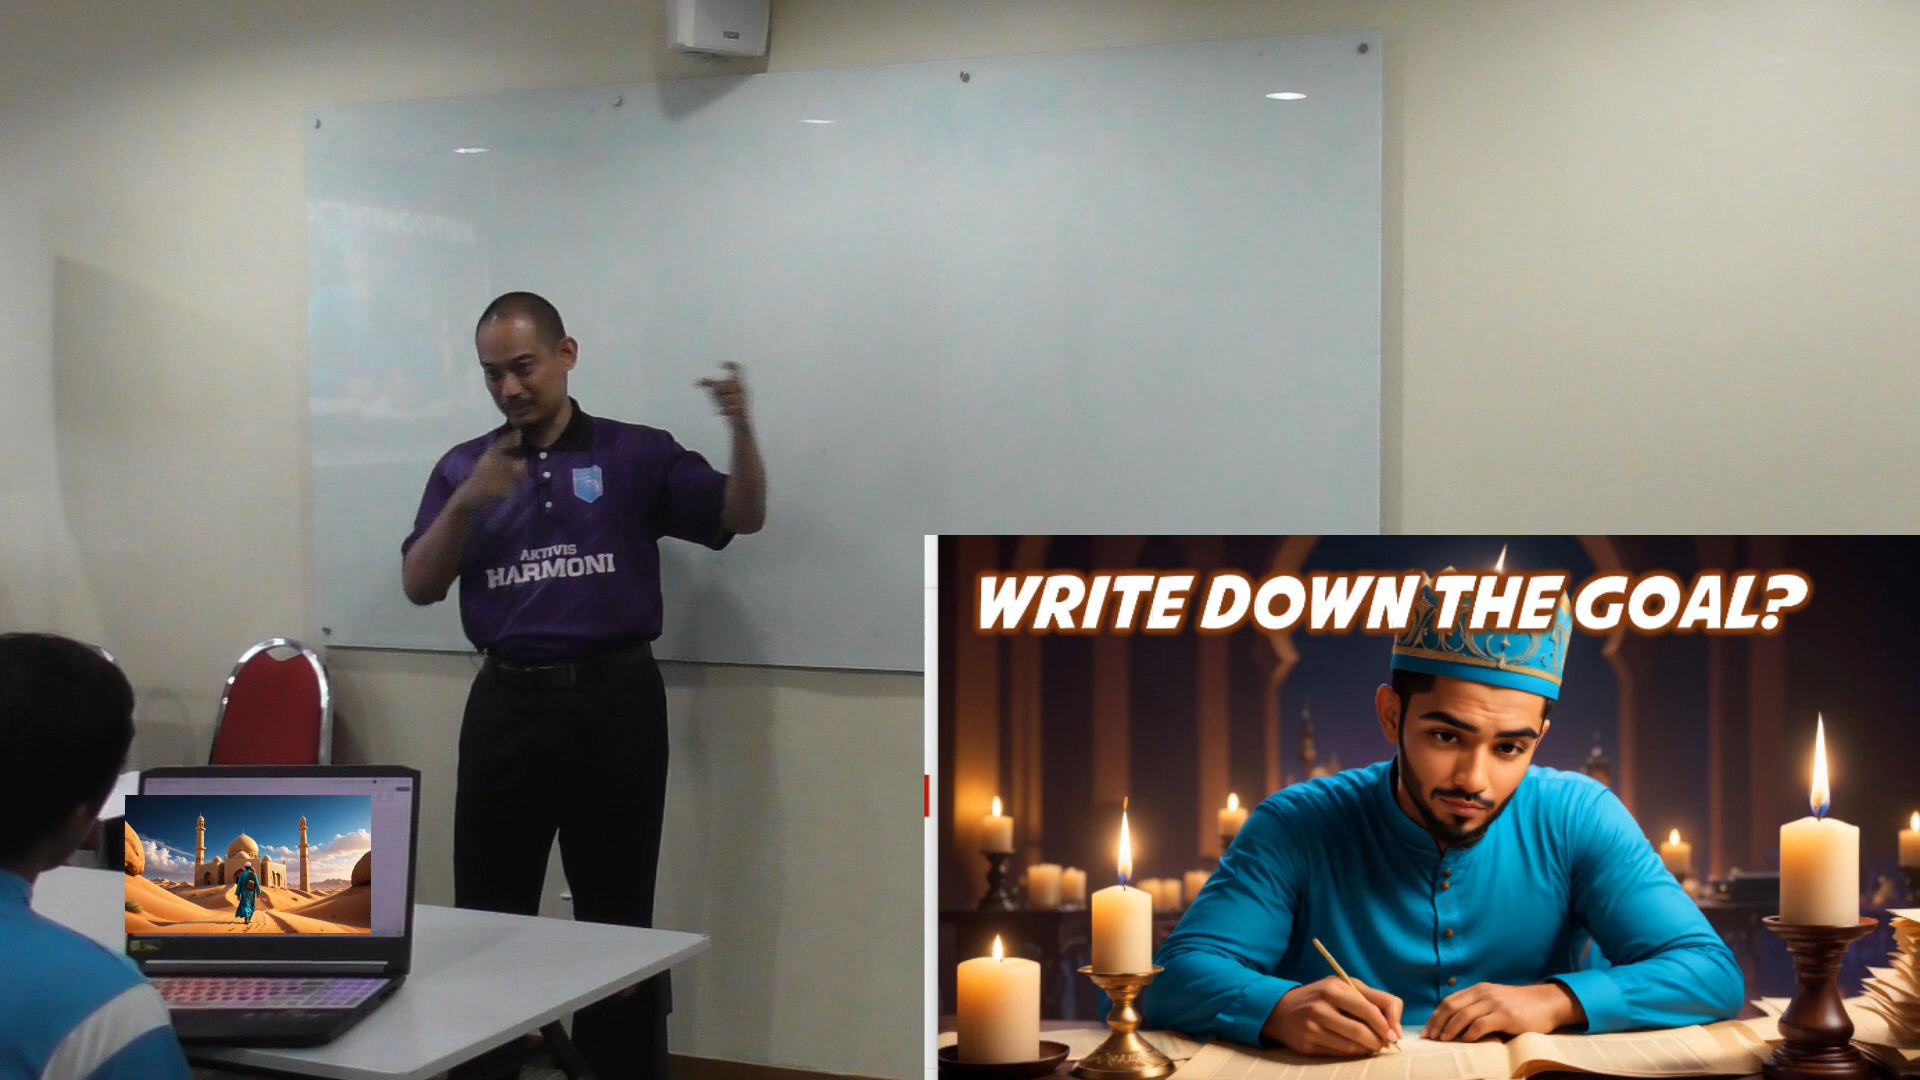 AKTIVIS
HARMONI
WRITE DOWN THE GOAL?